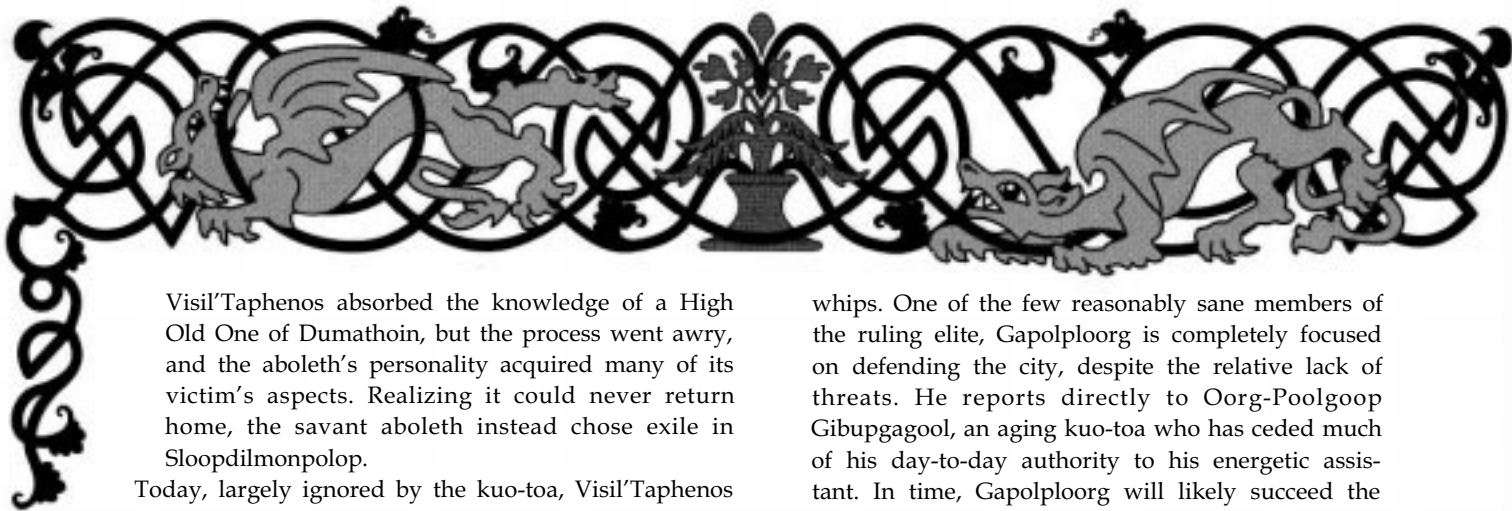 Visil'Taphenos absorbed the knowledge of a High
Old One of Dumathoin, but the process went awry,
and the aboleth's personality acquired many of its
victim's aspects. Realizing it could never return
home, the savant aboleth instead chose exile in
Sloopdilmonpolop.
Today, largely ignored by the kuo-toa, Visil'Taphenos
whips. One of the few reasonably sane members of
the ruling elite, Gapolploorg is completely focused
on defending the city, despite the relative lack of
threats. He reports directly to Oorg-Poolgoop
Gibupgagool, an aging kuo-toa who has ceded much
of his day-to-day authority to his energetic assis-
tant. In time, Gapolploorg will likely succeed the